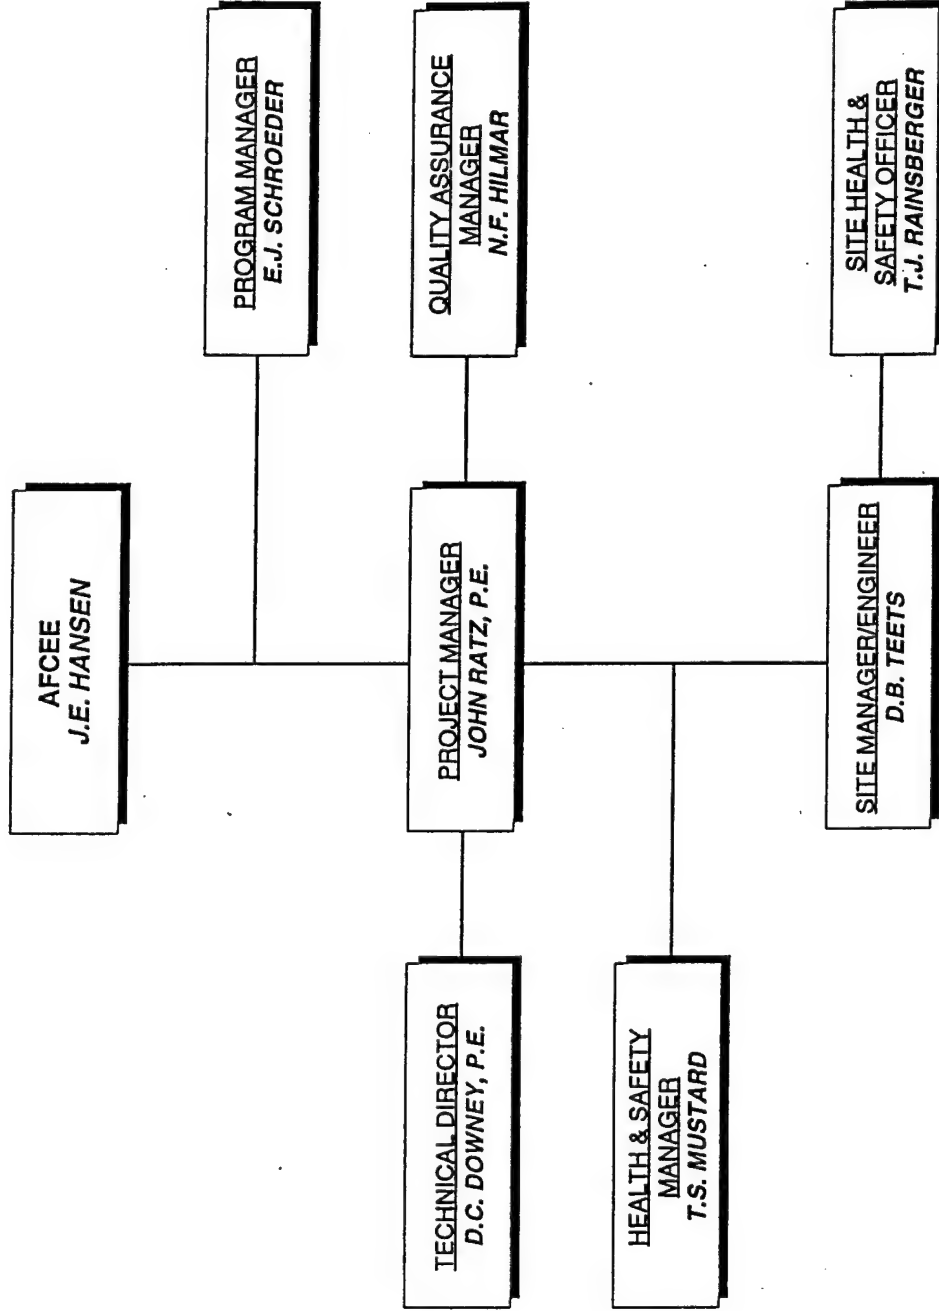 AFCEE
J.E. HANSEN
PROGRAM MANAGER
E.J. SCHROEDER
TECHNICAL DIRECTOR
D.C. DOWNEY, P.E.
PROJECT MANAGER
JOHN RATZ, P.E.
QUALITY ASSURANCE
MANAGER
N.F. HILMAR
HEALTH & SAFETY
MANAGER
T.S. MUSTARD
SITE MANAGER/ENGINEER
D.B. TEETS
SITE HEALTH &
SAFETY OFFICER
T.J. RAINSBERGER